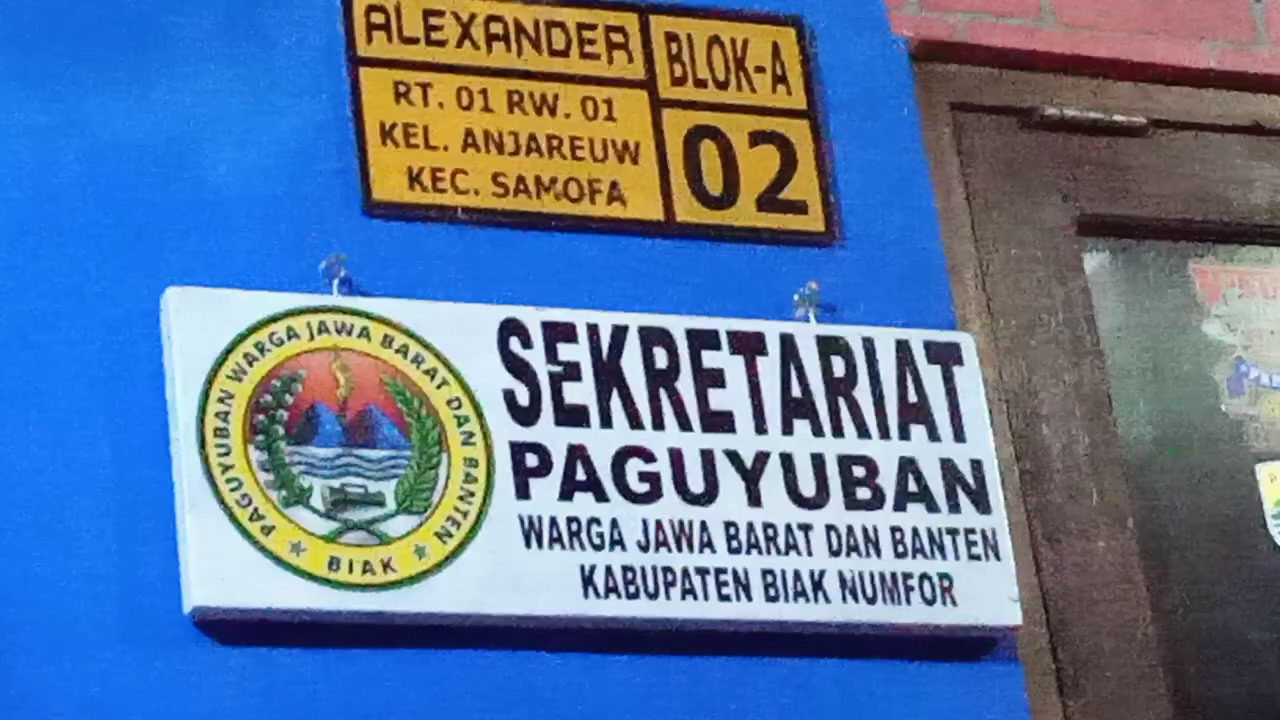 ALEXANDER
BLOK-A
RT. 01 RW. 01
KEL. ANJAREUW
KEC. SAMOFA
02
PAGUYUBAN WARGA JAWA BARAT DAN BANTEN
BIAK
SEKRETARIAT
PAGUYUBAN
WARGA JAWA BARAT DAN BANTEN
KABUPATEN BIAK NUMFOR